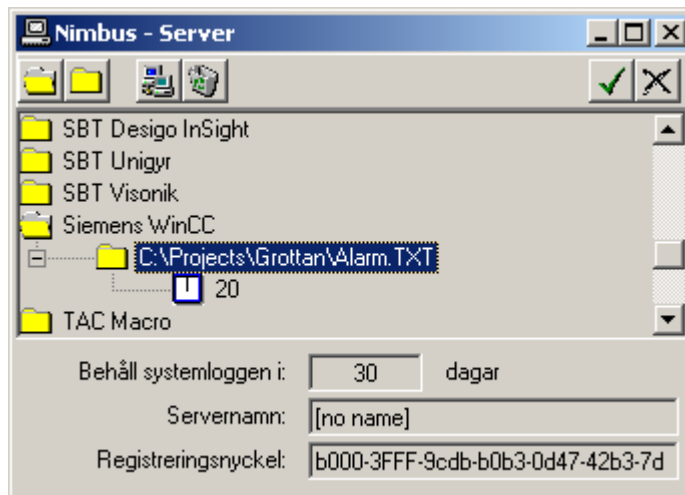 Nimbus - Server
SBT Desigo InSight
SBT Unigyr
SBT Visonik
Siemens WinCC
C:\Projects\Grottan\Alarm.TXT
20
TAC Macro
Behåll systemloggen i: 30 dagar
Servernamn: [no name]
Registreringsnyckel: b000-3FFF-9cdb-b0b3-0d47-42b3-7d